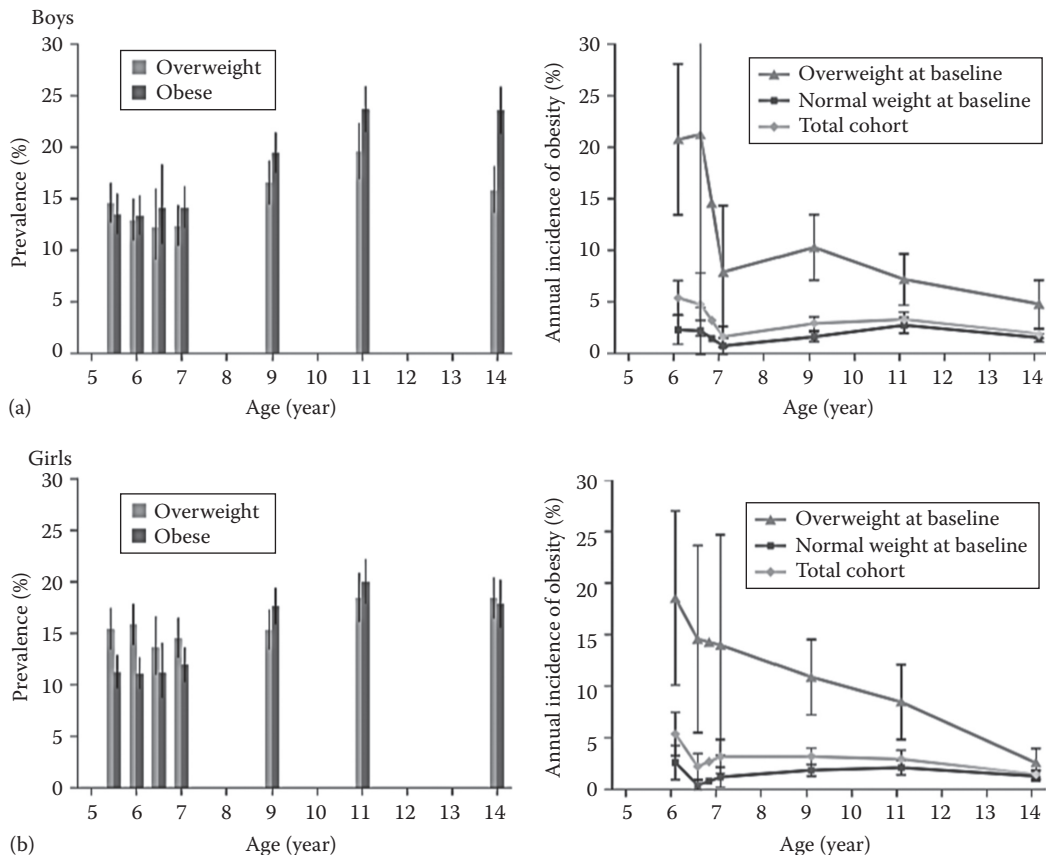 Boys
30
25
20
15
10
5
0
Prevalence (%)
Overweight
Obese
5 6 7 8 9 10 11 12 13 14
Age (year)
(a)
30
25
20
15
10
5
0
Annual incidence of obesity (%)
Overweight at baseline
Normal weight at baseline
Total cohort
5 6 7 8 9 10 11 12 13 14
Age (year)
Girls
30
25
20
15
10
5
0
Prevalence (%)
Overweight
Obese
5 6 7 8 9 10 11 12 13 14
Age (year)
(b)
30
25
20
15
10
5
0
Annual incidence of obesity (%)
Overweight at baseline
Normal weight at baseline
Total cohort
5 6 7 8 9 10 11 12 13 14
Age (year)